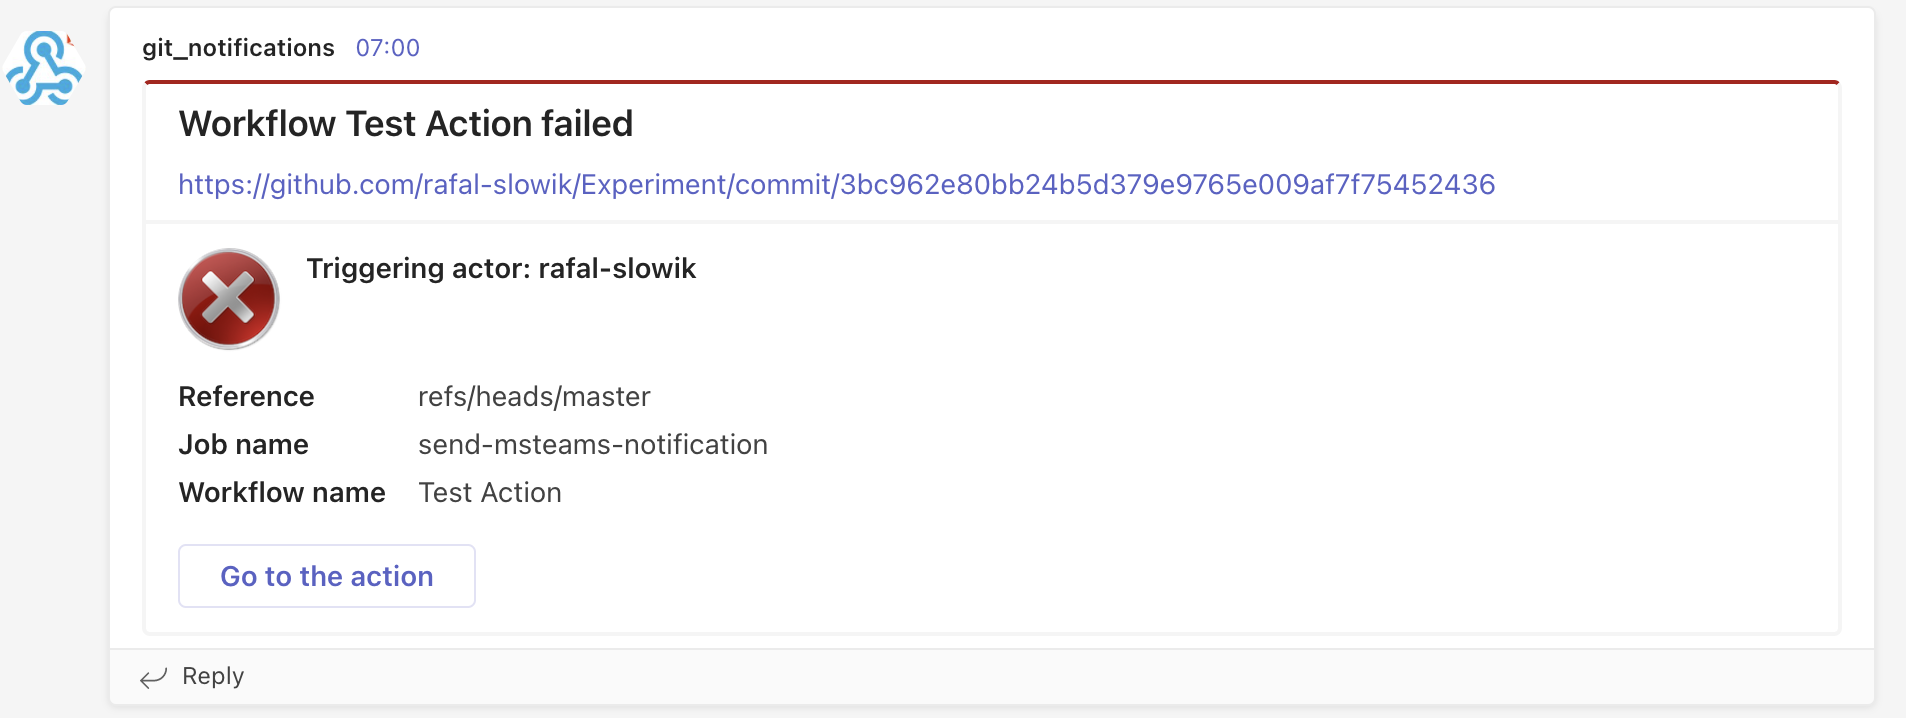 git_notifications 07:00
Workflow Test Action failed
https://github.com/rafal-slowik/Experiment/commit/3bc962e80bb24b5d379e9765e009af7f75452436
Triggering actor: rafal-slowik
Reference refs/heads/master
Job name send-msteams-notification
Workflow name Test Action
Go to the action
Reply